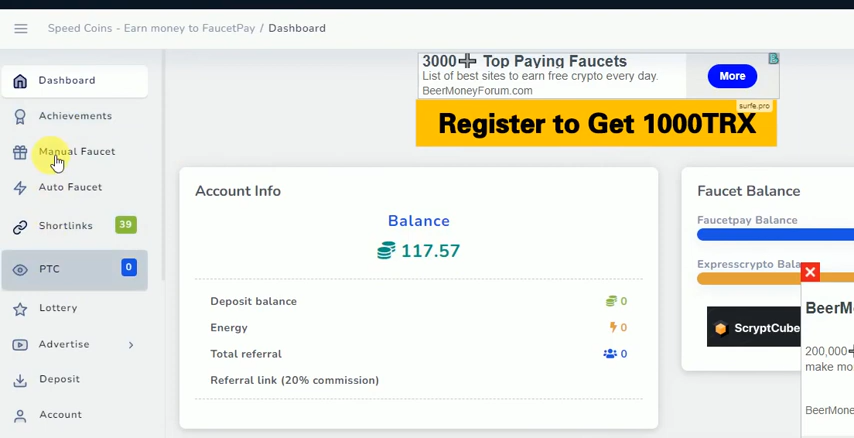 Speed Coins - Earn money to FaucetPay / Dashboard
Dashboard
Achievements
Manual Faucet
Auto Faucet
Shortlinks 39
PTC 0
Lottery
Advertise
Deposit
Account
3000➕ Top Paying Faucets
List of best sites to earn free crypto every day.
BeerMoneyForum.com
More
surfe.pro
Register to Get 1000TRX
Account Info
Balance
117.57
Deposit balance 0
Energy 0
Total referral 0
Referral link (20% commission)
Faucet Balance
Faucetpay Balance
Expresscrypto Bala
ScryptCube
BeerM
200,000➕
make mo
BeerMone